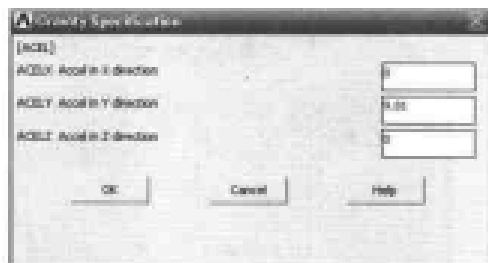 Gravity Specification
[ACEL]
ACELX Accel in X direction
0
ACELY Accel in Y direction
9.81
ACELZ Accel in Z direction
0
OK Cancel Help